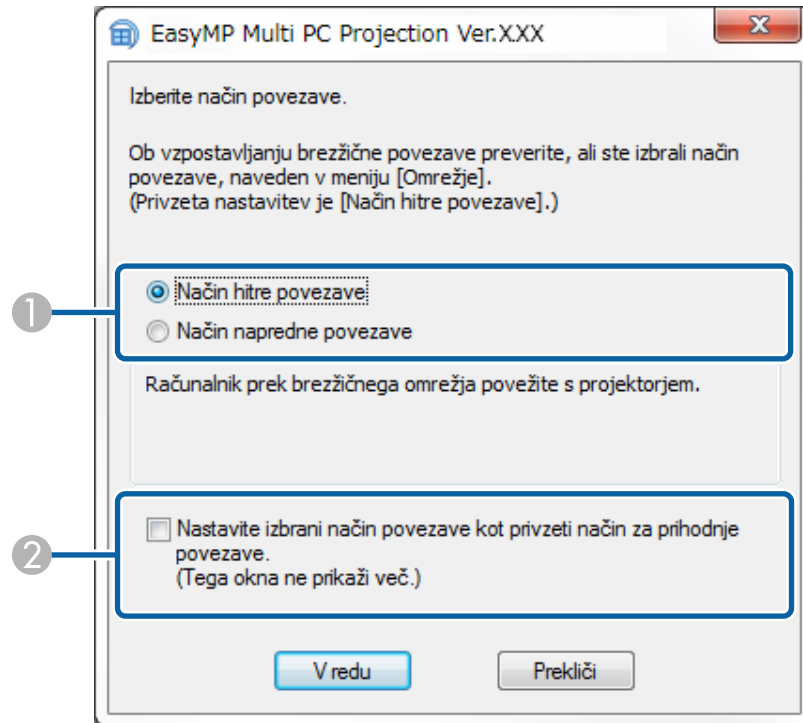 EasyMP Multi PC Projection Ver.X.XX
Izberite način povezave.
Ob vzpostavljanju brezžične povezave preverite, ali ste izbrali način
povezave, naveden v meniju [Omrežje].
(Privzeta nastavitev je [Način hitre povezave].)
1
Način hitre povezave
Način napredne povezave
Računalnik prek brezžičnega omrežja povežite s projektorjem.
2
Nastavite izbrani način povezave kot privzeti način za prihodnje
povezave.
(Tega okna ne prikaži več.)
V redu
Prekliči